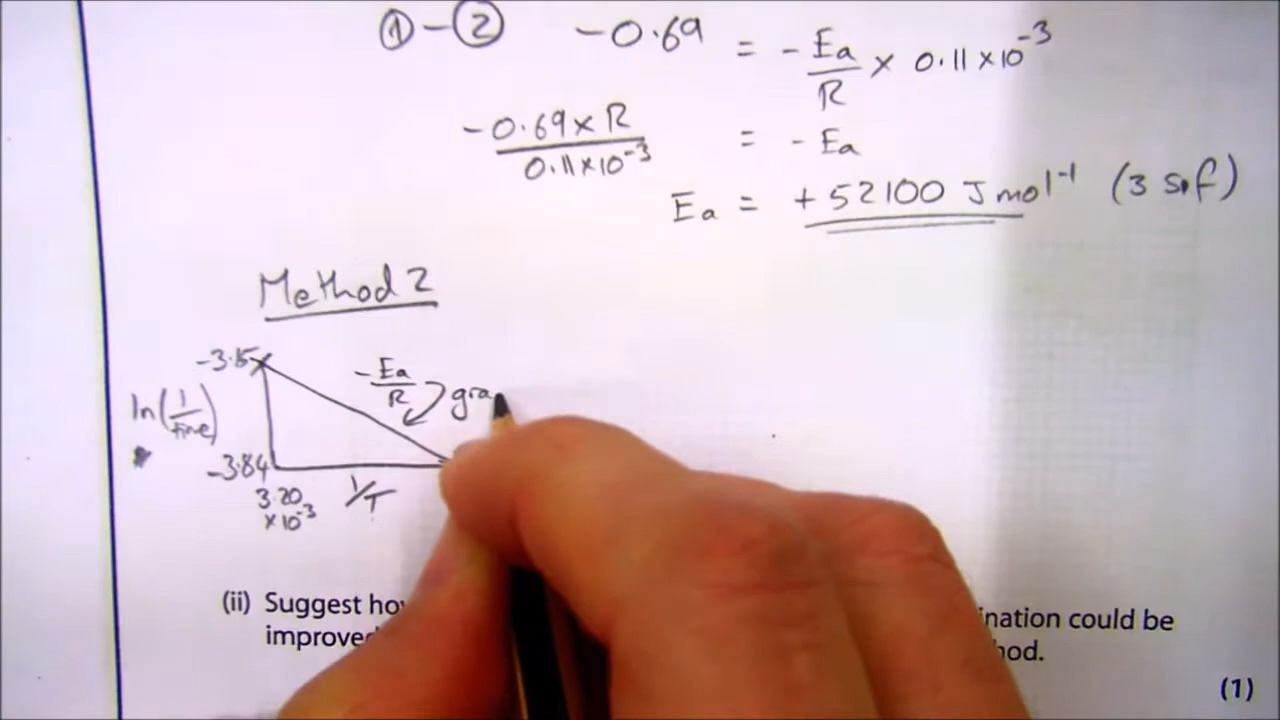 ① - ② -0.69 = - Ea/R × 0.11 × 10⁻³
-0.69 × R / 0.11 × 10⁻³ = - Ea
Ea = + 52100 J mol⁻¹ (3 s.f)
Method 2
-3.15
- Ea/R gra
ln(1/time)
-3.84
3.20 × 10⁻³
1/T
(ii) Suggest ho
ination could be
improve
hod.
(1)